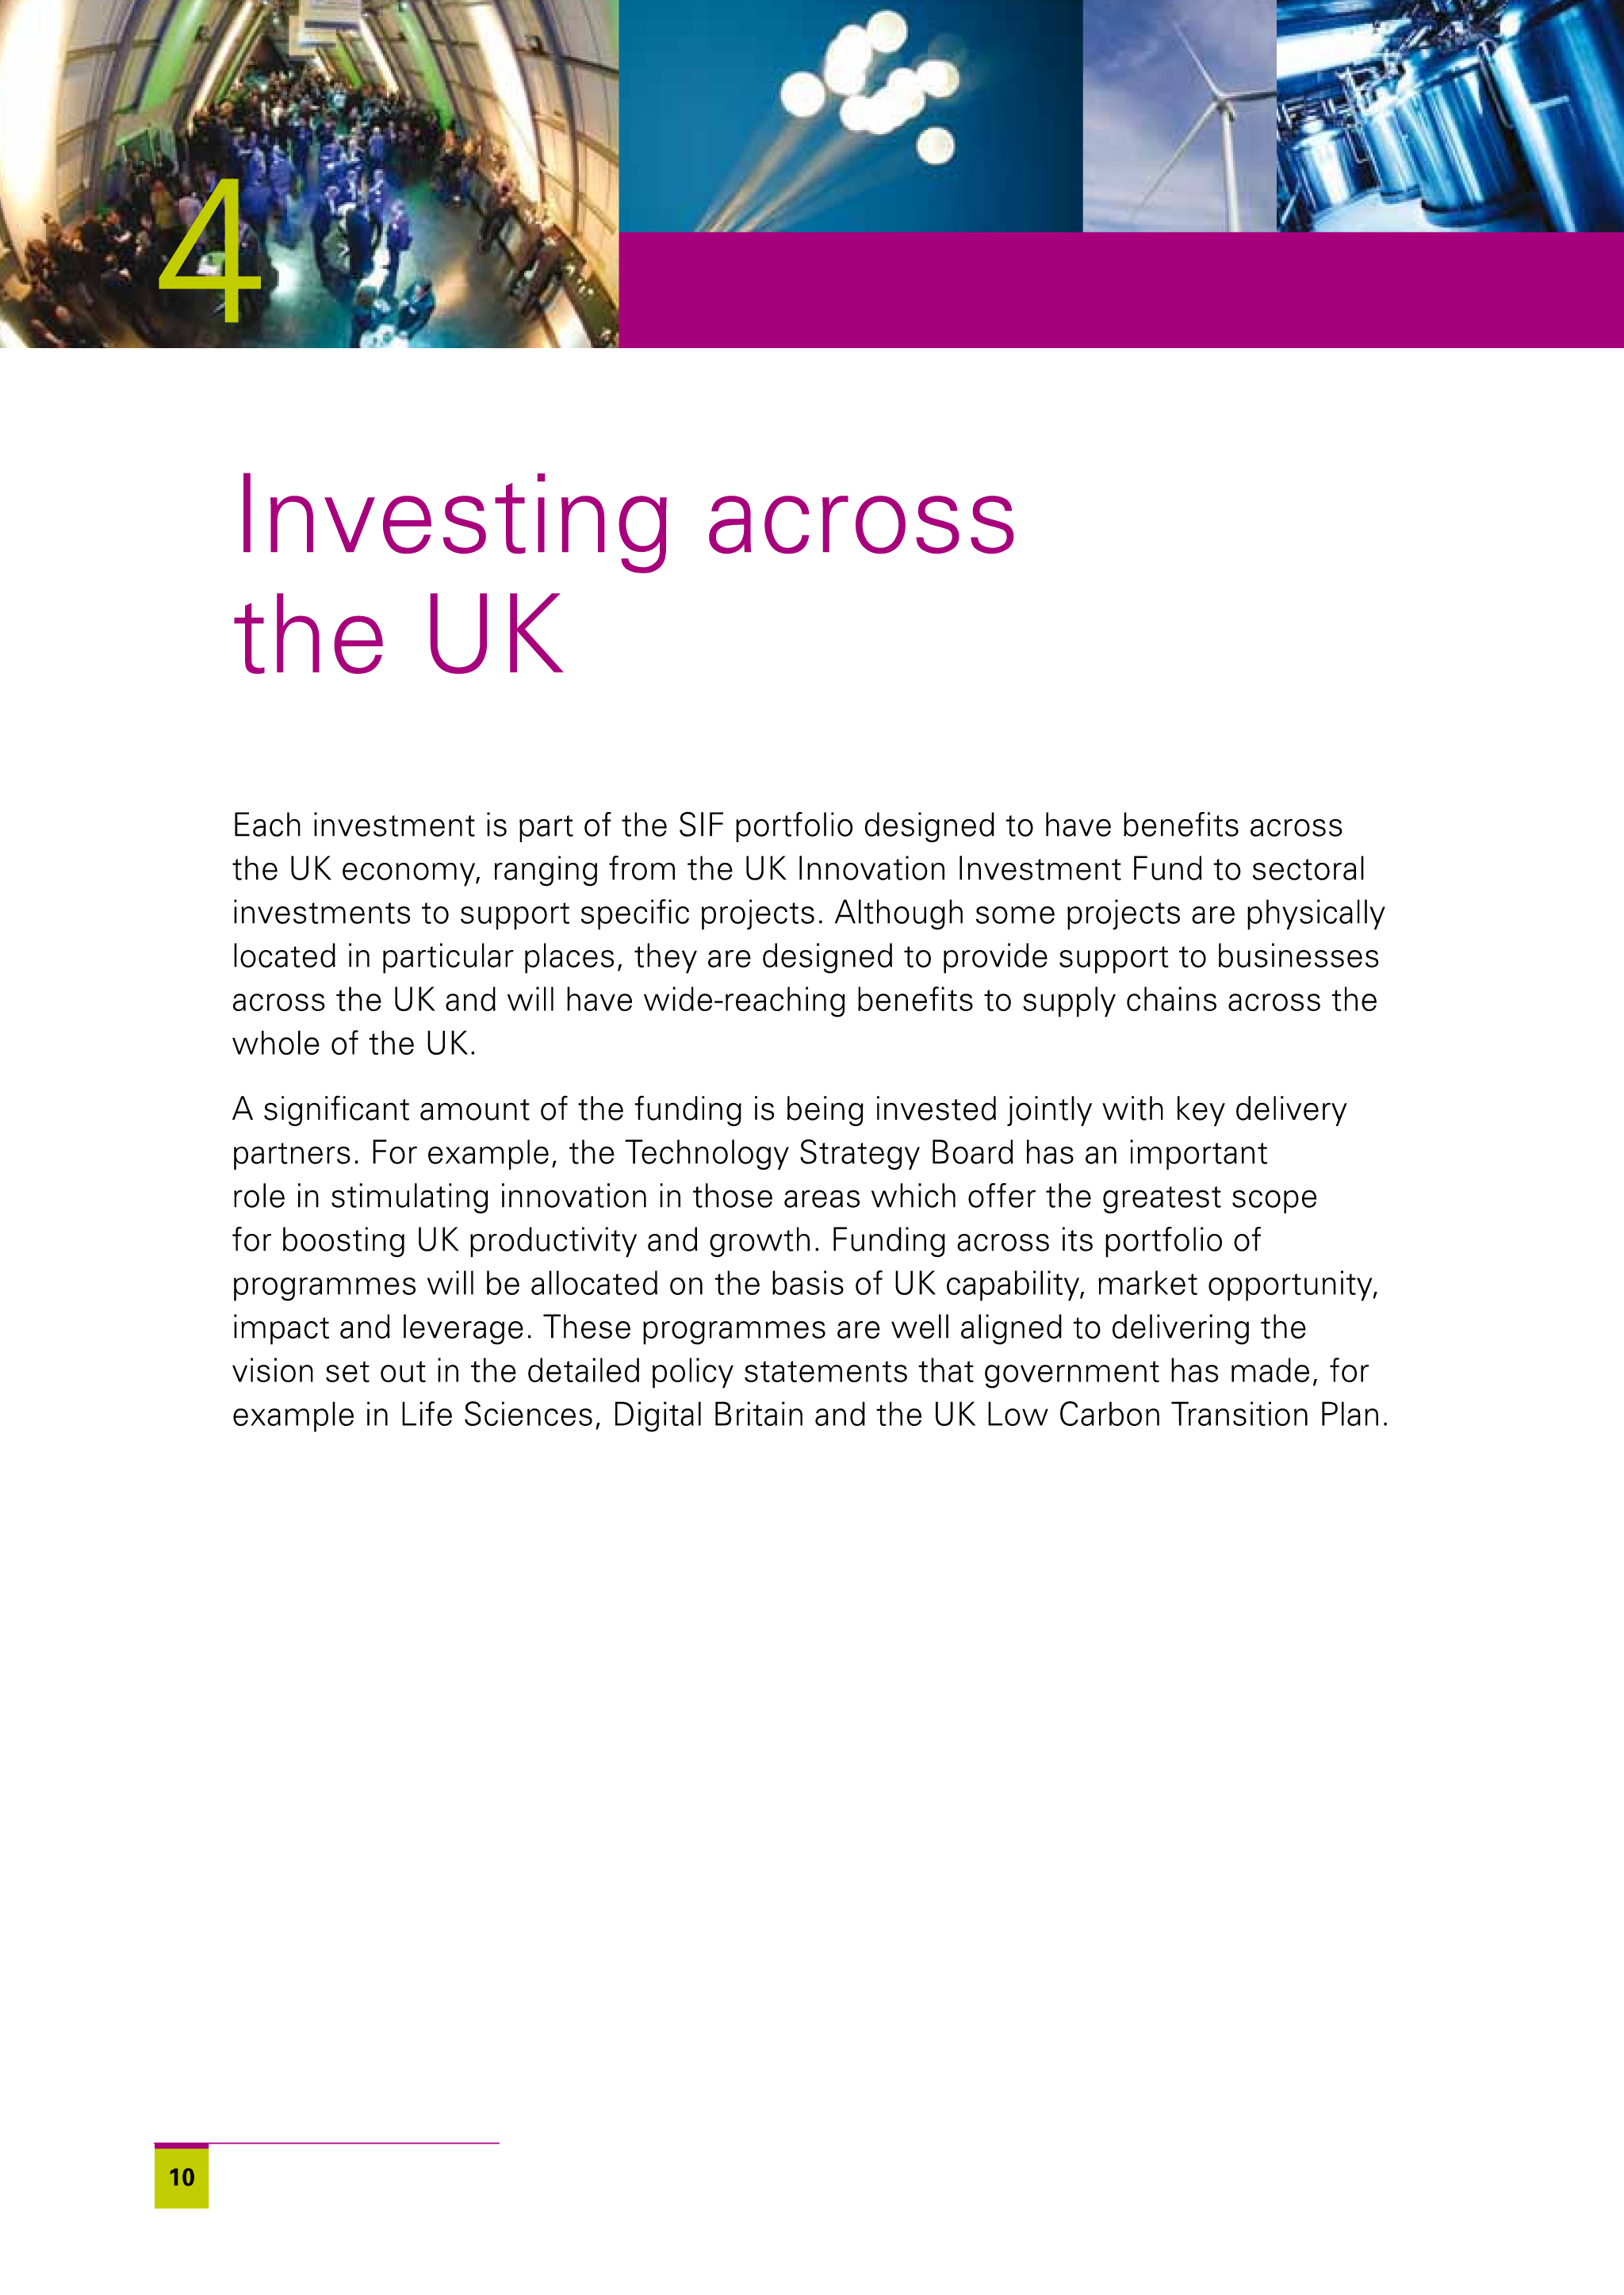 4
Investing across
the UK
Each investment is part of the SIF portfolio designed to have benefits across
the UK economy, ranging from the UK Innovation Investment Fund to sectoral
investments to support specific projects. Although some projects are physically
located in particular places, they are designed to provide support to businesses
across the UK and will have wide-reaching benefits to supply chains across the
whole of the UK.
A significant amount of the funding is being invested jointly with key delivery
partners. For example, the Technology Strategy Board has an important
role in stimulating innovation in those areas which offer the greatest scope
for boosting UK productivity and growth. Funding across its portfolio of
programmes will be allocated on the basis of UK capability, market opportunity,
impact and leverage. These programmes are well aligned to delivering the
vision set out in the detailed policy statements that government has made, for
example in Life Sciences, Digital Britain and the UK Low Carbon Transition Plan.
10